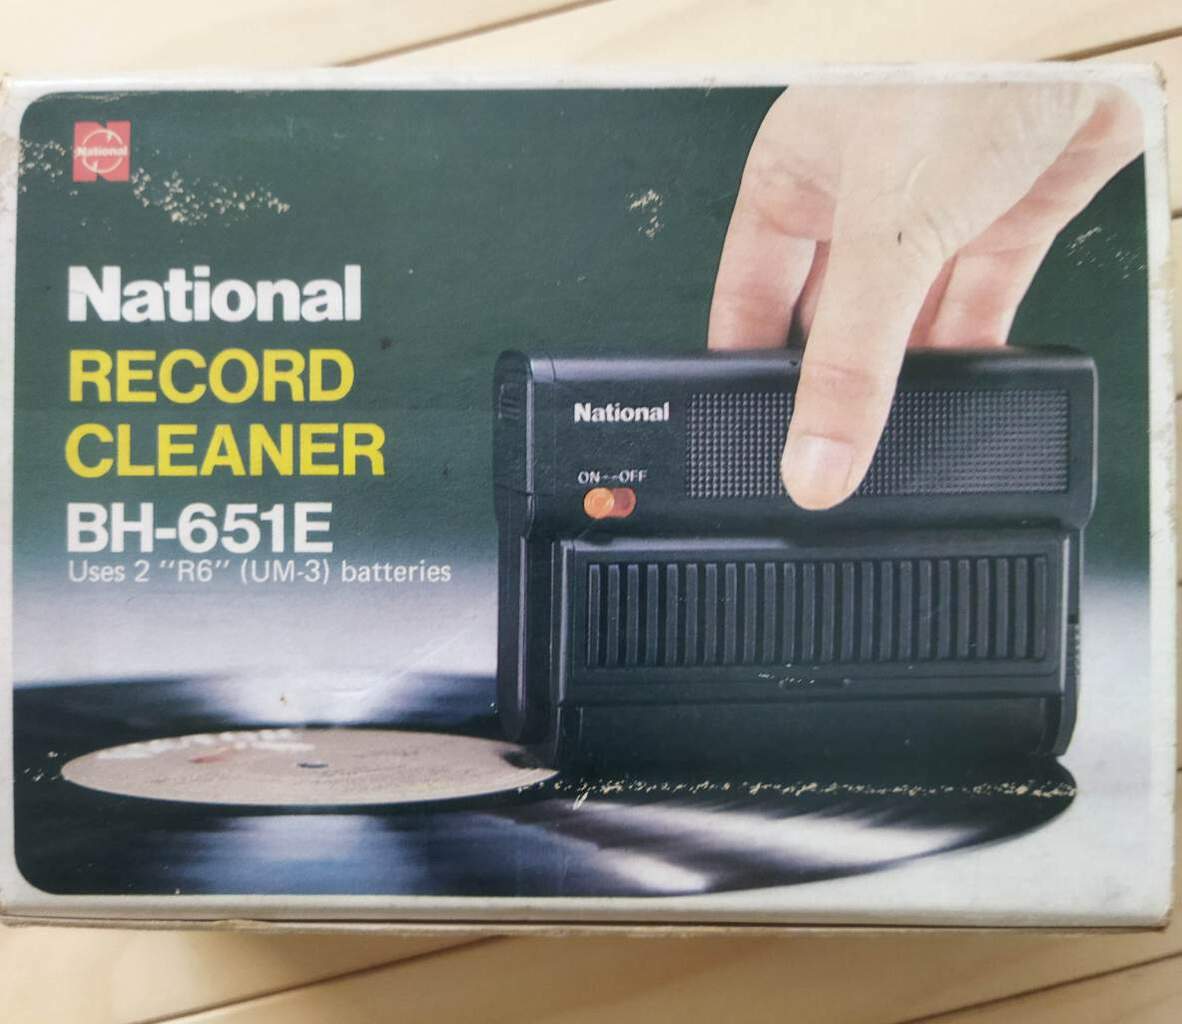 National
National
RECORD
CLEANER
BH-651E
Uses 2 "R6" (UM-3) batteries
National
ON--OFF